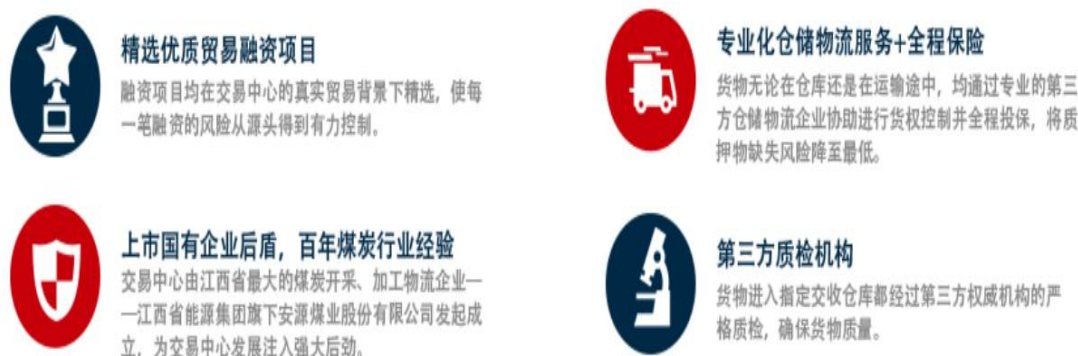 精选优质贸易融资项目
融资项目均在交易中心的真实贸易背景下精选，使每
一笔融资的风险从源头得到有力控制。
专业化仓储物流服务+全程保险
货物无论在仓库还是在运输途中，均通过专业的第三
方仓储物流企业协助进行货权控制并全程投保，将质
押物缺失风险降至最低。
上市国有企业后盾，百年煤炭行业经验
交易中心由江西省最大的煤炭开采、加工物流企业—
—江西省能源集团旗下安源煤业股份有限公司发起成
立，为交易中心发展注入强大后劲。
第三方质检机构
货物进入指定交收仓库都经过第三方权威机构的严
格质检，确保货物质量。